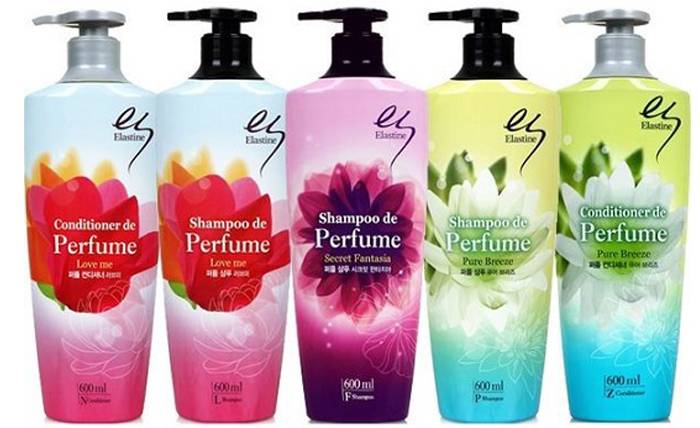 Elastine
Conditioner de
Perfume
Love me
퍼퓸 컨디셔너 러브미
600 ml
N Conditioner
Elastine
Shampoo de
Perfume
Love me
퍼퓸 샴푸 러브미
600 ml
L Shampoo
Elastine
Shampoo de
Perfume
Secret Fantasia
퍼퓸 샴푸 시크릿 판타지아
600 ml
F Shampoo
Elastine
Shampoo de
Perfume
Pure Breeze
퍼퓸 샴푸 퓨어 브리즈
600 ml
P Shampoo
Elastine
Conditioner de
Perfume
Pure Breeze
퍼퓸 컨디셔너 퓨어 브리즈
600 ml
Z Conditioner